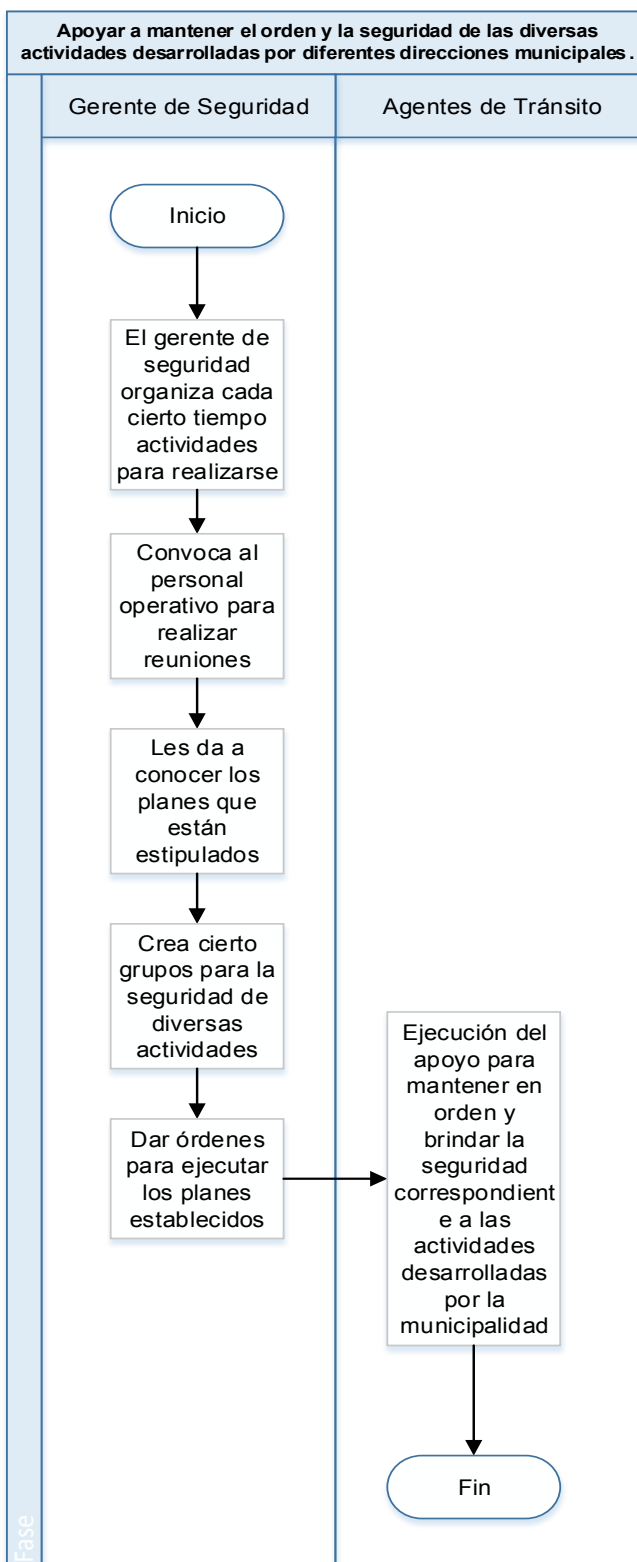 Apoyar a mantener el orden y la seguridad de las diversas
actividades desarrolladas por diferentes direcciones municipales.
Gerente de Seguridad
Agentes de Tránsito
Inicio
El gerente de
seguridad
organiza cada
cierto tiempo
actividades
para realizarse
Convoca al
personal
operativo para
realizar
reuniones
Les da a
conocer los
planes que
están
estipulados
Crea cierto
grupos para la
seguridad de
diversas
actividades
Dar órdenes
para ejecutar
los planes
establecidos
Ejecución del
apoyo para
mantener en
orden y
brindar la
seguridad
correspondient
e a las
actividades
desarrolladas
por la
municipalidad
Fin
Fase